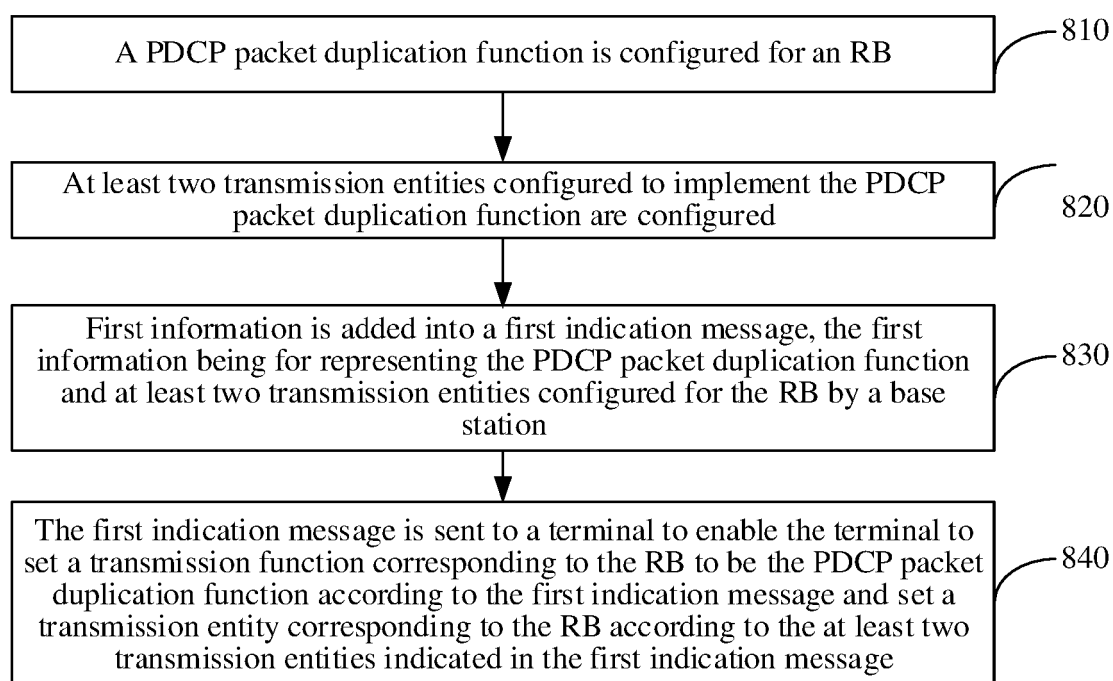 A PDCP packet duplication function is configured for an RB
810
At least two transmission entities configured to implement the PDCP
packet duplication function are configured
820
First information is added into a first indication message, the first
information being for representing the PDCP packet duplication function
and at least two transmission entities configured for the RB by a base
station
830
The first indication message is sent to a terminal to enable the terminal to
set a transmission function corresponding to the RB to be the PDCP packet
duplication function according to the first indication message and set a
transmission entity corresponding to the RB according to the at least two
transmission entities indicated in the first indication message
840